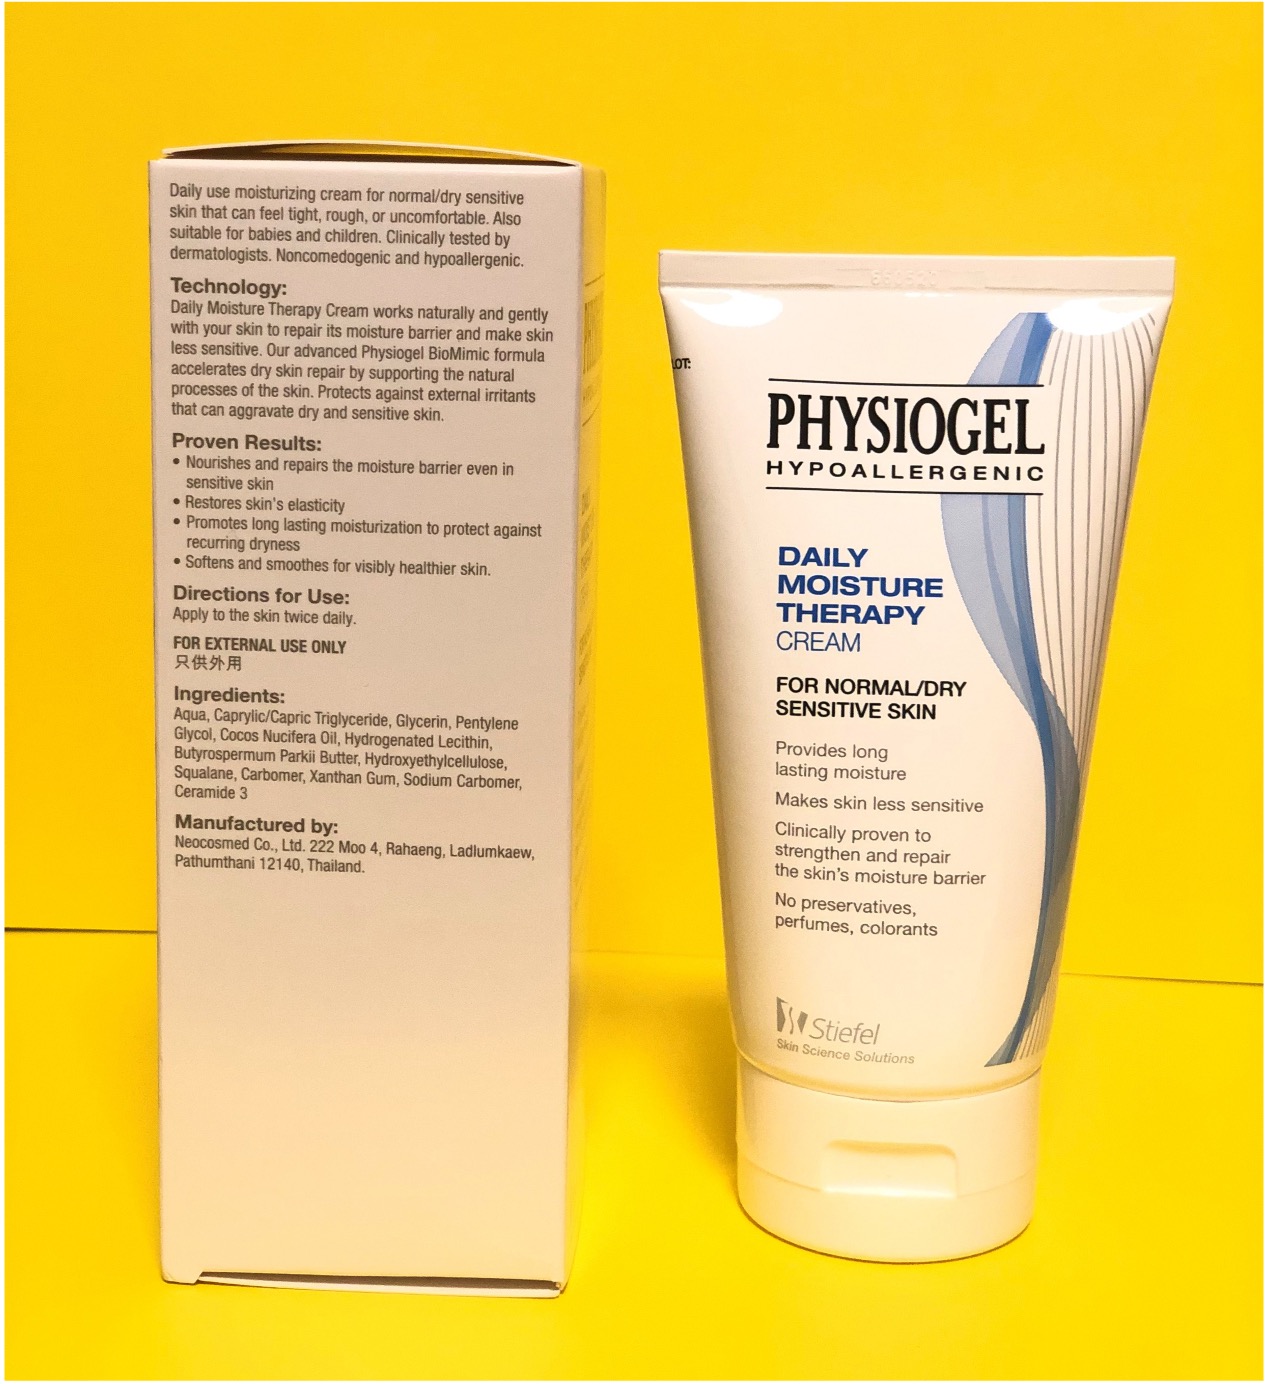 Daily use moisturizing cream for normal/dry sensitive
skin that can feel tight, rough, or uncomfortable. Also
suitable for babies and children. Clinically tested by
dermatologists. Noncomedogenic and hypoallergenic.
Technology:
Daily Moisture Therapy Cream works naturally and gently
with your skin to repair its moisture barrier and make skin
less sensitive. Our advanced Physiogel BioMimic formula
accelerates dry skin repair by supporting the natural
processes of the skin. Protects against external irritants
that can aggravate dry and sensitive skin.
Proven Results:
• Nourishes and repairs the moisture barrier even in
sensitive skin
• Restores skin's elasticity
• Promotes long lasting moisturization to protect against
recurring dryness
• Softens and smoothes for visibly healthier skin.
Directions for Use:
Apply to the skin twice daily.
FOR EXTERNAL USE ONLY
只供外用
Ingredients:
Aqua, Caprylic/Capric Triglyceride, Glycerin, Pentylene
Glycol, Cocos Nucifera Oil, Hydrogenated Lecithin,
Butyrospermum Parkii Butter, Hydroxyethylcellulose,
Squalane, Carbomer, Xanthan Gum, Sodium Carbomer,
Ceramide 3
Manufactured by:
Neocosmed Co., Ltd. 222 Moo 4, Rahaeng, Ladlumkaew,
Pathumthani 12140, Thailand.
LOT:
PHYSIOGEL
HYPOALLERGENIC
DAILY
MOISTURE
THERAPY
CREAM
FOR NORMAL/DRY
SENSITIVE SKIN
Provides long
lasting moisture
Makes skin less sensitive
Clinically proven to
strengthen and repair
the skin's moisture barrier
No preservatives,
perfumes, colorants
Stiefel
Skin Science Solutions